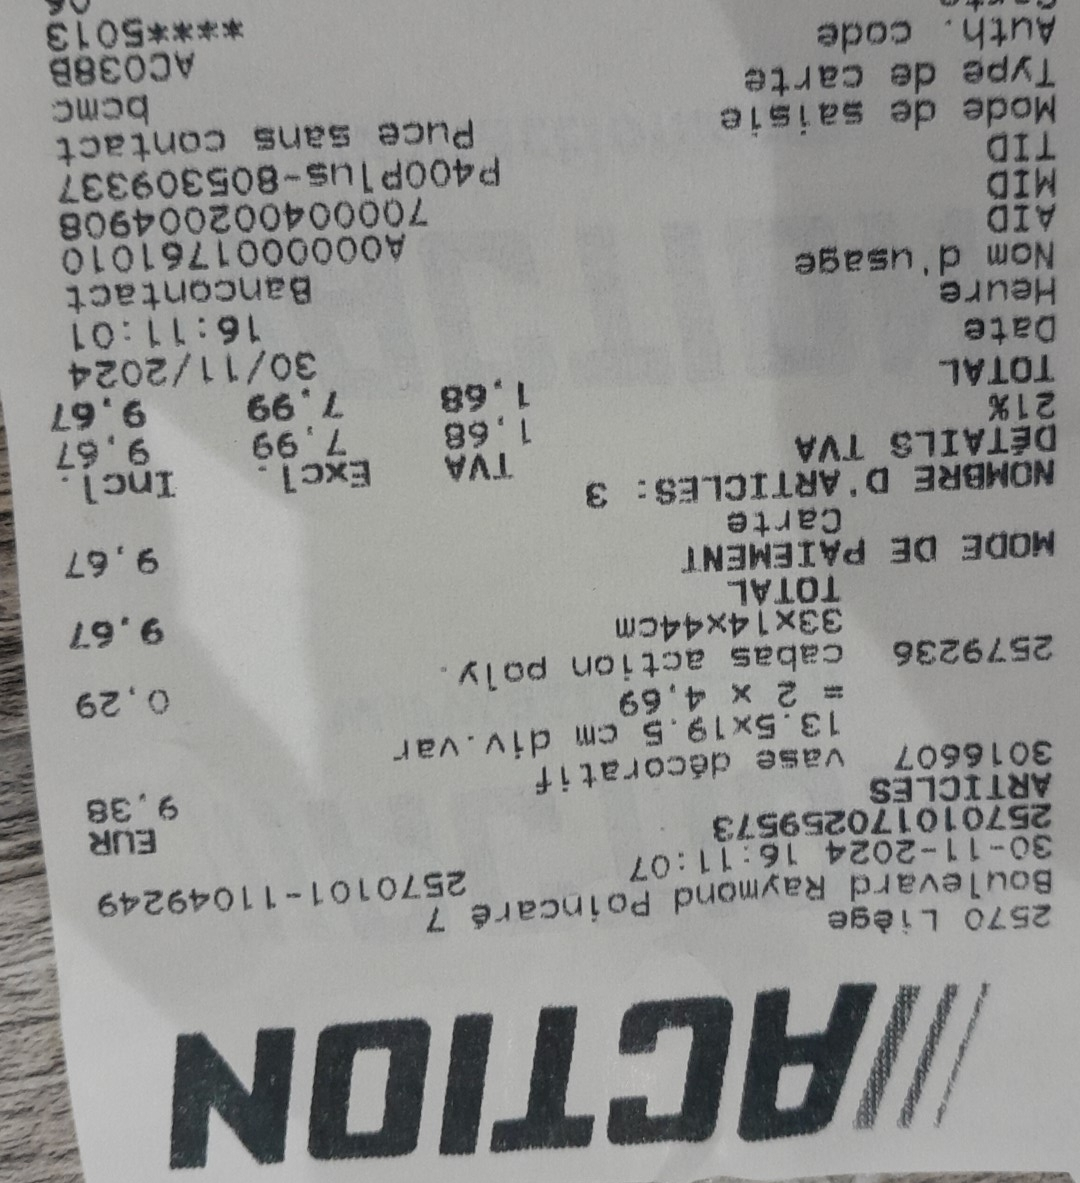 ACTION
2570 Liège
Boulevard Raymond Poincaré 7
30-11-2024 16:11:07 2570101-11049249
2570101170259573 EUR
ARTICLES
3016607 vase décoratif 9,38
13.5x19.5 cm div.var
= 2 x 4,69
2579236 cabas action poly. 0,29
33x14x44cm
TOTAL 9,67
MODE DE PAIEMENT
Carte 9,67
NOMBRE D'ARTICLES: 3
DÉTAILS TVA TVA Excl. Incl.
21% 1,68 7,99 9,67
TOTAL 1,68 7,99 9,67
Date 30/11/2024
Heure 16:11:01
Nom d'usage Bancontact
AID A0000001761010
MID 700004002004908
TID P400Plus-805309337
Mode de saisie Puce sans contact
Type de carte bcmc
Auth. code AC038B
****5013